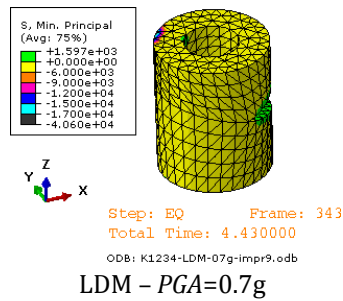 S, Min. Principal
(Avg: 75%)
+1.597e+03
+0.000e+00
-6.000e+03
-9.000e+03
-1.200e+04
-1.500e+04
-1.700e+04
-4.060e+04
Z
Y
X
Step: EQ Frame: 343
Total Time: 4.430000
ODB: K1234-LDM-07g-impr9.odb
LDM – PGA=0.7g